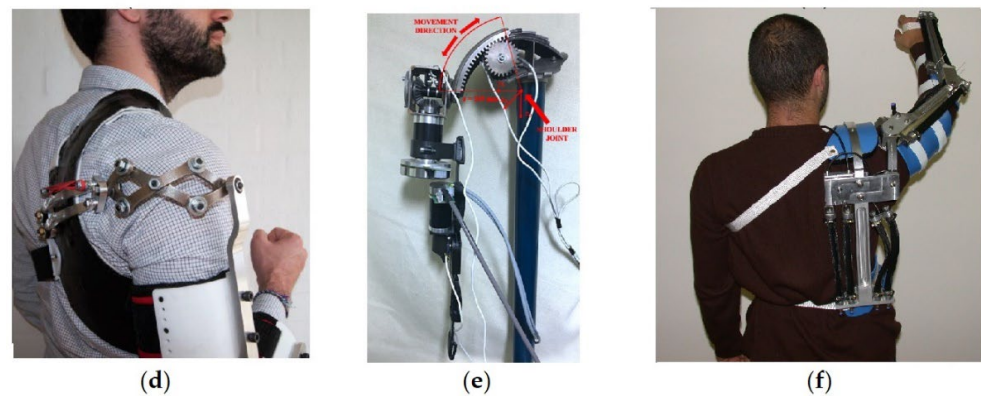 MOVEMENT
DIRECTION
SHOULDER
JOINT
(d)
(e)
(f)